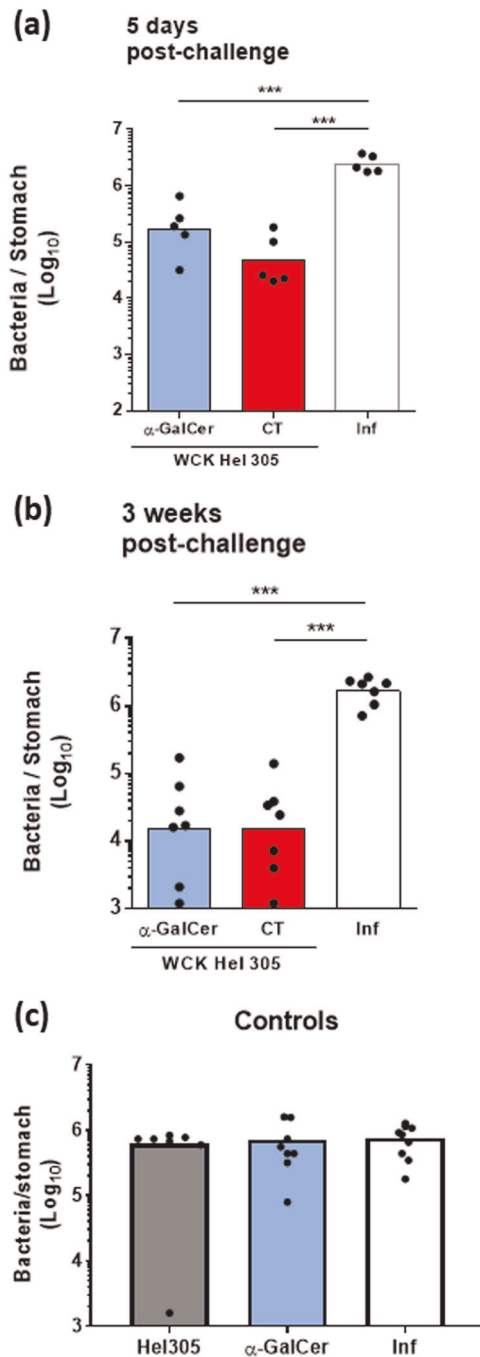 (a)
5 days
post-challenge
***
***
Bacteria / Stomach
(Log10)
7
6
5
4
3
2
α-GalCer
CT
Inf
WCK Hel 305
(b)
3 weeks
post-challenge
***
***
Bacteria / Stomach
(Log10)
7
6
5
4
3
α-GalCer
CT
Inf
WCK Hel 305
(c)
Controls
Bacteria/stomach
(Log10)
7
6
5
4
3
Hel305
α-GalCer
Inf